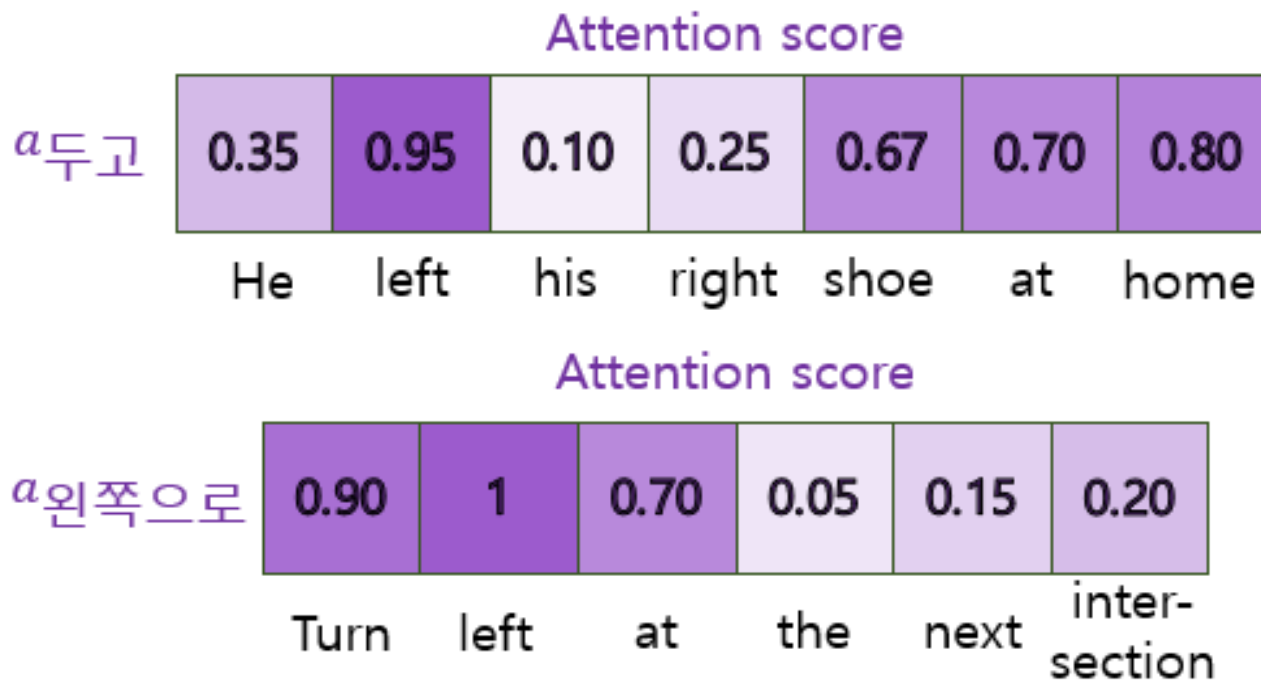 Attention score
a두고 0.35 0.95 0.10 0.25 0.67 0.70 0.80
He left his right shoe at home
Attention score
a왼쪽으로 0.90 1 0.70 0.05 0.15 0.20
Turn left at the next inter-
section